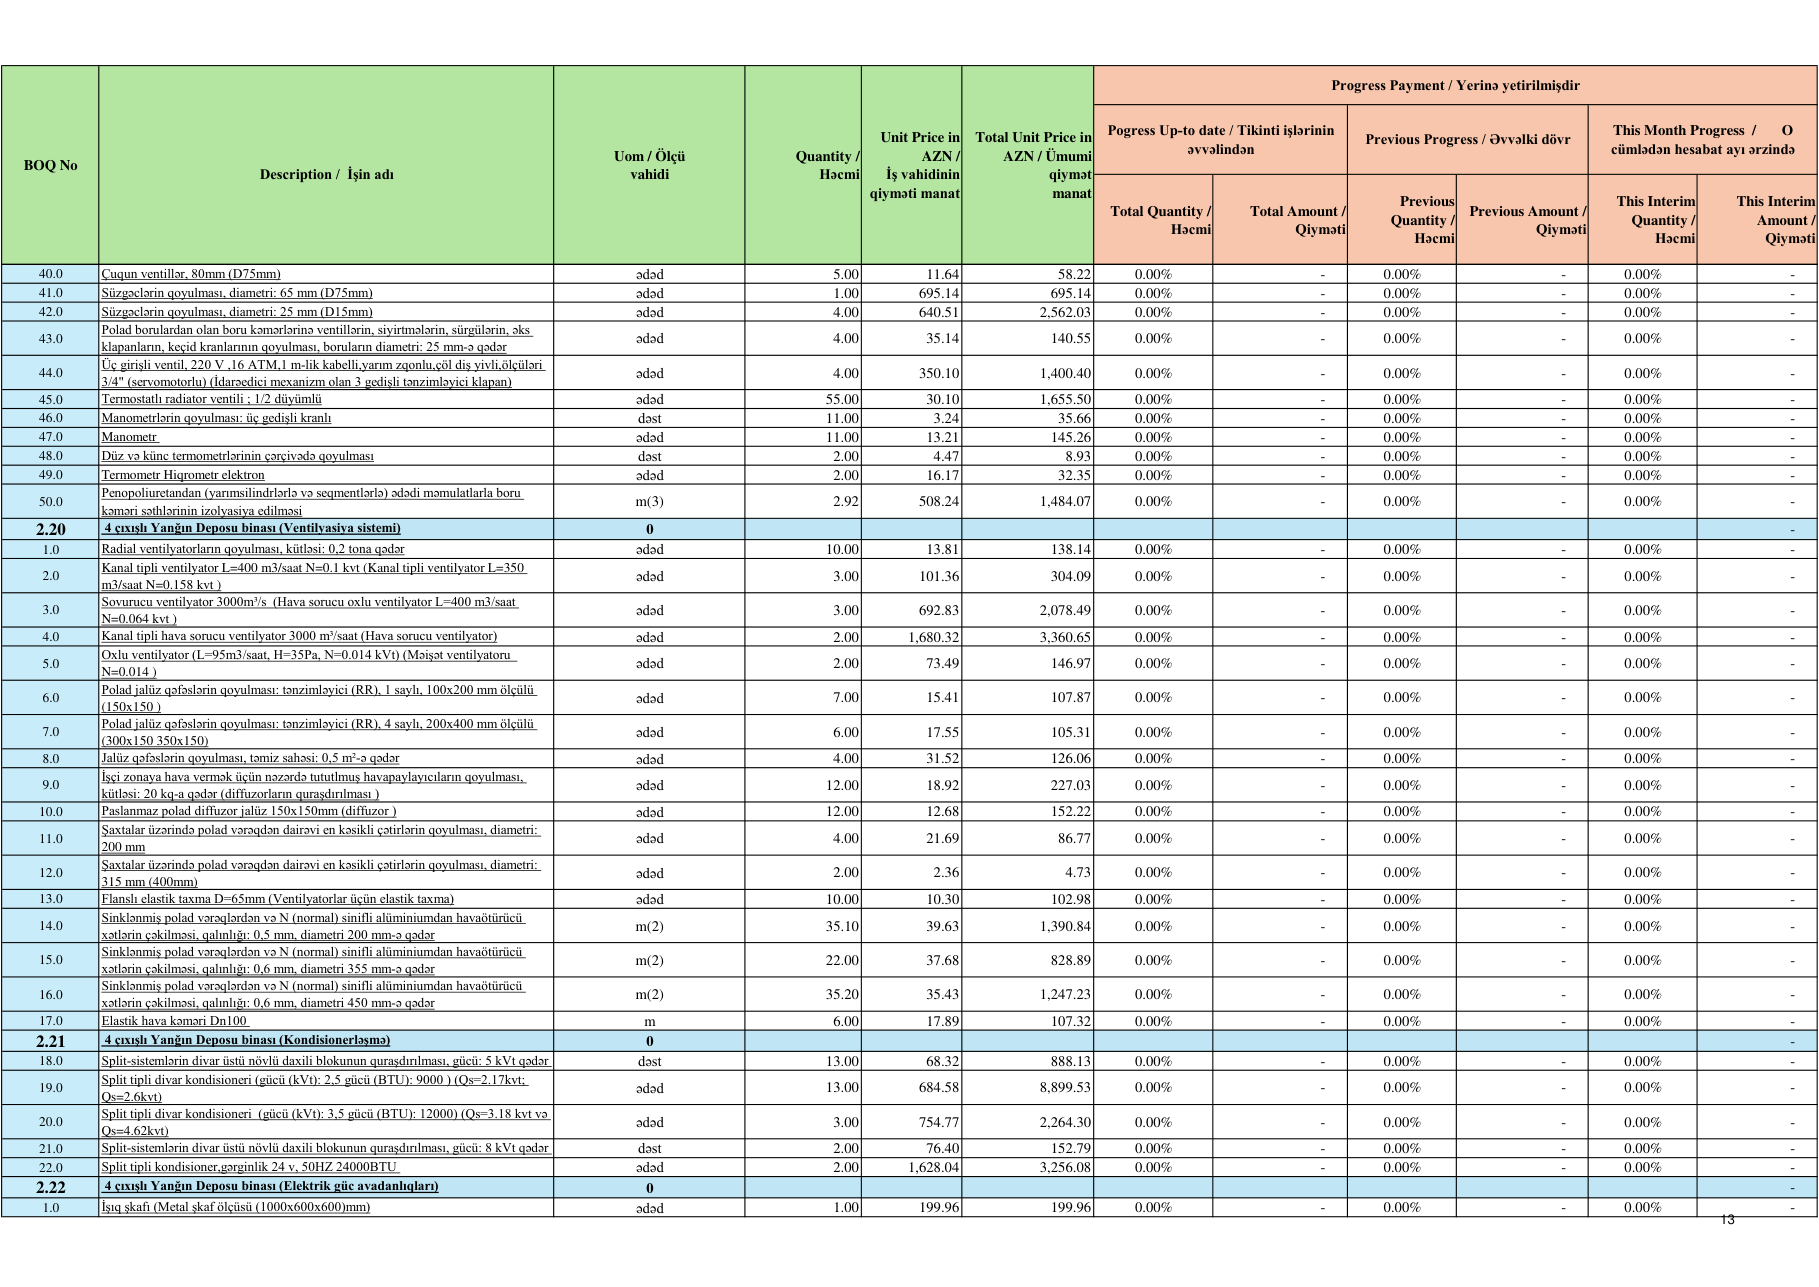 Progress Payment / Yerinə yetirilmişdir
BOQ No
Description / İşin adı
Uom / Ölçü
vahidi
Quantity /
Həcmi
Unit Price in
AZN /
İş vahidinin
qiyməti manat
Total Unit Price in
AZN / Ümumi
qiymət
manat
Pogress Up-to date / Tikinti işlərinin
əvvəlindən
Previous Progress / Əvvəlki dövr
This Month Progress / O
cümlədən hesabat ayı ərzində
Total Quantity /
Həcmi
Total Amount /
Qiyməti
Previous
Quantity /
Həcmi
Previous Amount /
Qiyməti
This Interim
Quantity /
Həcmi
This Interim
Amount /
Qiyməti
40.0 Çuqun ventillər, 80mm (D75mm) ədəd 5.00 11.64 58.22 0.00% - 0.00% - 0.00% -
41.0 Süzgəclərin qoyulması, diametri: 65 mm (D75mm) ədəd 1.00 695.14 695.14 0.00% - 0.00% - 0.00% -
42.0 Süzgəclərin qoyulması, diametri: 25 mm (D15mm) ədəd 4.00 640.51 2,562.03 0.00% - 0.00% - 0.00% -
43.0 Polad borulardan olan boru kəmərlərinə ventillərin, siyirtmələrin, sürgülərin, əks
klapanların, keçid kranlarının qoyulması, boruların diametri: 25 mm-ə qədər ədəd 4.00 35.14 140.55 0.00% - 0.00% - 0.00% -
44.0 Üç girişli ventil, 220 V ,16 ATM,1 m-lik kabelli,yarım zqonlu,çöl diş yivli,ölçüləri
3/4" (servomotorlu) (İdarəedici mexanizm olan 3 gedişli tənzimləyici klapan) ədəd 4.00 350.10 1,400.40 0.00% - 0.00% - 0.00% -
45.0 Termostatlı radiator ventili ; 1/2 düyümlü ədəd 55.00 30.10 1,655.50 0.00% - 0.00% - 0.00% -
46.0 Manometrlərin qoyulması: üç gedişli kranlı dəst 11.00 3.24 35.66 0.00% - 0.00% - 0.00% -
47.0 Manometr ədəd 11.00 13.21 145.26 0.00% - 0.00% - 0.00% -
48.0 Düz və künc termometrlərinin çərçivədə qoyulması dəst 2.00 4.47 8.93 0.00% - 0.00% - 0.00% -
49.0 Termometr Hiqrometr elektron ədəd 2.00 16.17 32.35 0.00% - 0.00% - 0.00% -
50.0 Penopoliuretandan (yarımsilindrlərlə və seqmentlərlə) ədədi məmulatlarla boru
kəməri səthlərinin izolyasiya edilməsi m(3) 2.92 508.24 1,484.07 0.00% - 0.00% - 0.00% -
2.20 4 çıxışlı Yanğın Deposu binası (Ventilyasiya sistemi) 0 -
1.0 Radial ventilyatorların qoyulması, kütləsi: 0,2 tona qədər ədəd 10.00 13.81 138.14 0.00% - 0.00% - 0.00% -
2.0 Kanal tipli ventilyator L=400 m3/saat N=0.1 kvt (Kanal tipli ventilyator L=350
m3/saat N=0.158 kvt ) ədəd 3.00 101.36 304.09 0.00% - 0.00% - 0.00% -
3.0 Sovurucu ventilyator 3000m³/s (Hava sorucu oxlu ventilyator L=400 m3/saat
N=0.064 kvt ) ədəd 3.00 692.83 2,078.49 0.00% - 0.00% - 0.00% -
4.0 Kanal tipli hava sorucu ventilyator 3000 m³/saat (Hava sorucu ventilyator) ədəd 2.00 1,680.32 3,360.65 0.00% - 0.00% - 0.00% -
5.0 Oxlu ventilyator (L=95m3/saat, H=35Pa, N=0.014 kVt) (Məişət ventilyatoru
N=0.014 ) ədəd 2.00 73.49 146.97 0.00% - 0.00% - 0.00% -
6.0 Polad jalüz qəfəslərin qoyulması: tənzimləyici (RR), 1 saylı, 100x200 mm ölçülü
(150x150 ) ədəd 7.00 15.41 107.87 0.00% - 0.00% - 0.00% -
7.0 Polad jalüz qəfəslərin qoyulması: tənzimləyici (RR), 4 saylı, 200x400 mm ölçülü
(300x150 350x150) ədəd 6.00 17.55 105.31 0.00% - 0.00% - 0.00% -
8.0 Jalüz qəfəslərin qoyulması, təmiz sahəsi: 0,5 m²-ə qədər ədəd 4.00 31.52 126.06 0.00% - 0.00% - 0.00% -
9.0 İşçi zonaya hava vermək üçün nəzərdə tututlmuş havapaylayıcıların qoyulması,
kütləsi: 20 kq-a qədər (diffuzorların quraşdırılması ) ədəd 12.00 18.92 227.03 0.00% - 0.00% - 0.00% -
10.0 Paslanmaz polad diffuzor jalüz 150x150mm (diffuzor ) ədəd 12.00 12.68 152.22 0.00% - 0.00% - 0.00% -
11.0 Şaxtalar üzərində polad vərəqdən dairəvi en kəsikli çətirlərin qoyulması, diametri:
200 mm ədəd 4.00 21.69 86.77 0.00% - 0.00% - 0.00% -
12.0 Şaxtalar üzərində polad vərəqdən dairəvi en kəsikli çətirlərin qoyulması, diametri:
315 mm (400mm) ədəd 2.00 2.36 4.73 0.00% - 0.00% - 0.00% -
13.0 Flanslı elastik taxma D=65mm (Ventilyatorlar üçün elastik taxma) ədəd 10.00 10.30 102.98 0.00% - 0.00% - 0.00% -
14.0 Sinklənmiş polad vərəqlərdən və N (normal) sinifli alüminiumdan havaötürücü
xətlərin çəkilməsi, qalınlığı: 0,5 mm, diametri 200 mm-ə qədər m(2) 35.10 39.63 1,390.84 0.00% - 0.00% - 0.00% -
15.0 Sinklənmiş polad vərəqlərdən və N (normal) sinifli alüminiumdan havaötürücü
xətlərin çəkilməsi, qalınlığı: 0,6 mm, diametri 355 mm-ə qədər m(2) 22.00 37.68 828.89 0.00% - 0.00% - 0.00% -
16.0 Sinklənmiş polad vərəqlərdən və N (normal) sinifli alüminiumdan havaötürücü
xətlərin çəkilməsi, qalınlığı: 0,6 mm, diametri 450 mm-ə qədər m(2) 35.20 35.43 1,247.23 0.00% - 0.00% - 0.00% -
17.0 Elastik hava kəməri Dn100 m 6.00 17.89 107.32 0.00% - 0.00% - 0.00% -
2.21 4 çıxışlı Yanğın Deposu binası (Kondisionerləşmə) 0 -
18.0 Split-sistemlərin divar üstü növlü daxili blokunun quraşdırılması, gücü: 5 kVt qədər dəst 13.00 68.32 888.13 0.00% - 0.00% - 0.00% -
19.0 Split tipli divar kondisioneri (gücü (kVt): 2,5 gücü (BTU): 9000 ) (Qs=2.17kvt;
Qs=2.6kvt) ədəd 13.00 684.58 8,899.53 0.00% - 0.00% - 0.00% -
20.0 Split tipli divar kondisioneri (gücü (kVt): 3,5 gücü (BTU): 12000) (Qs=3.18 kvt və
Qs=4.62kvt) ədəd 3.00 754.77 2,264.30 0.00% - 0.00% - 0.00% -
21.0 Split-sistemlərin divar üstü növlü daxili blokunun quraşdırılması, gücü: 8 kVt qədər dəst 2.00 76.40 152.79 0.00% - 0.00% - 0.00% -
22.0 Split tipli kondisioner,gərginlik 24 v, 50HZ 24000BTU ədəd 2.00 1,628.04 3,256.08 0.00% - 0.00% - 0.00% -
2.22 4 çıxışlı Yanğın Deposu binası (Elektrik güc avadanlıqları) 0 -
1.0 İşıq şkafı (Metal şkaf ölçüsü (1000x600x600)mm) ədəd 1.00 199.96 199.96 0.00% - 0.00% - 0.00% -
13